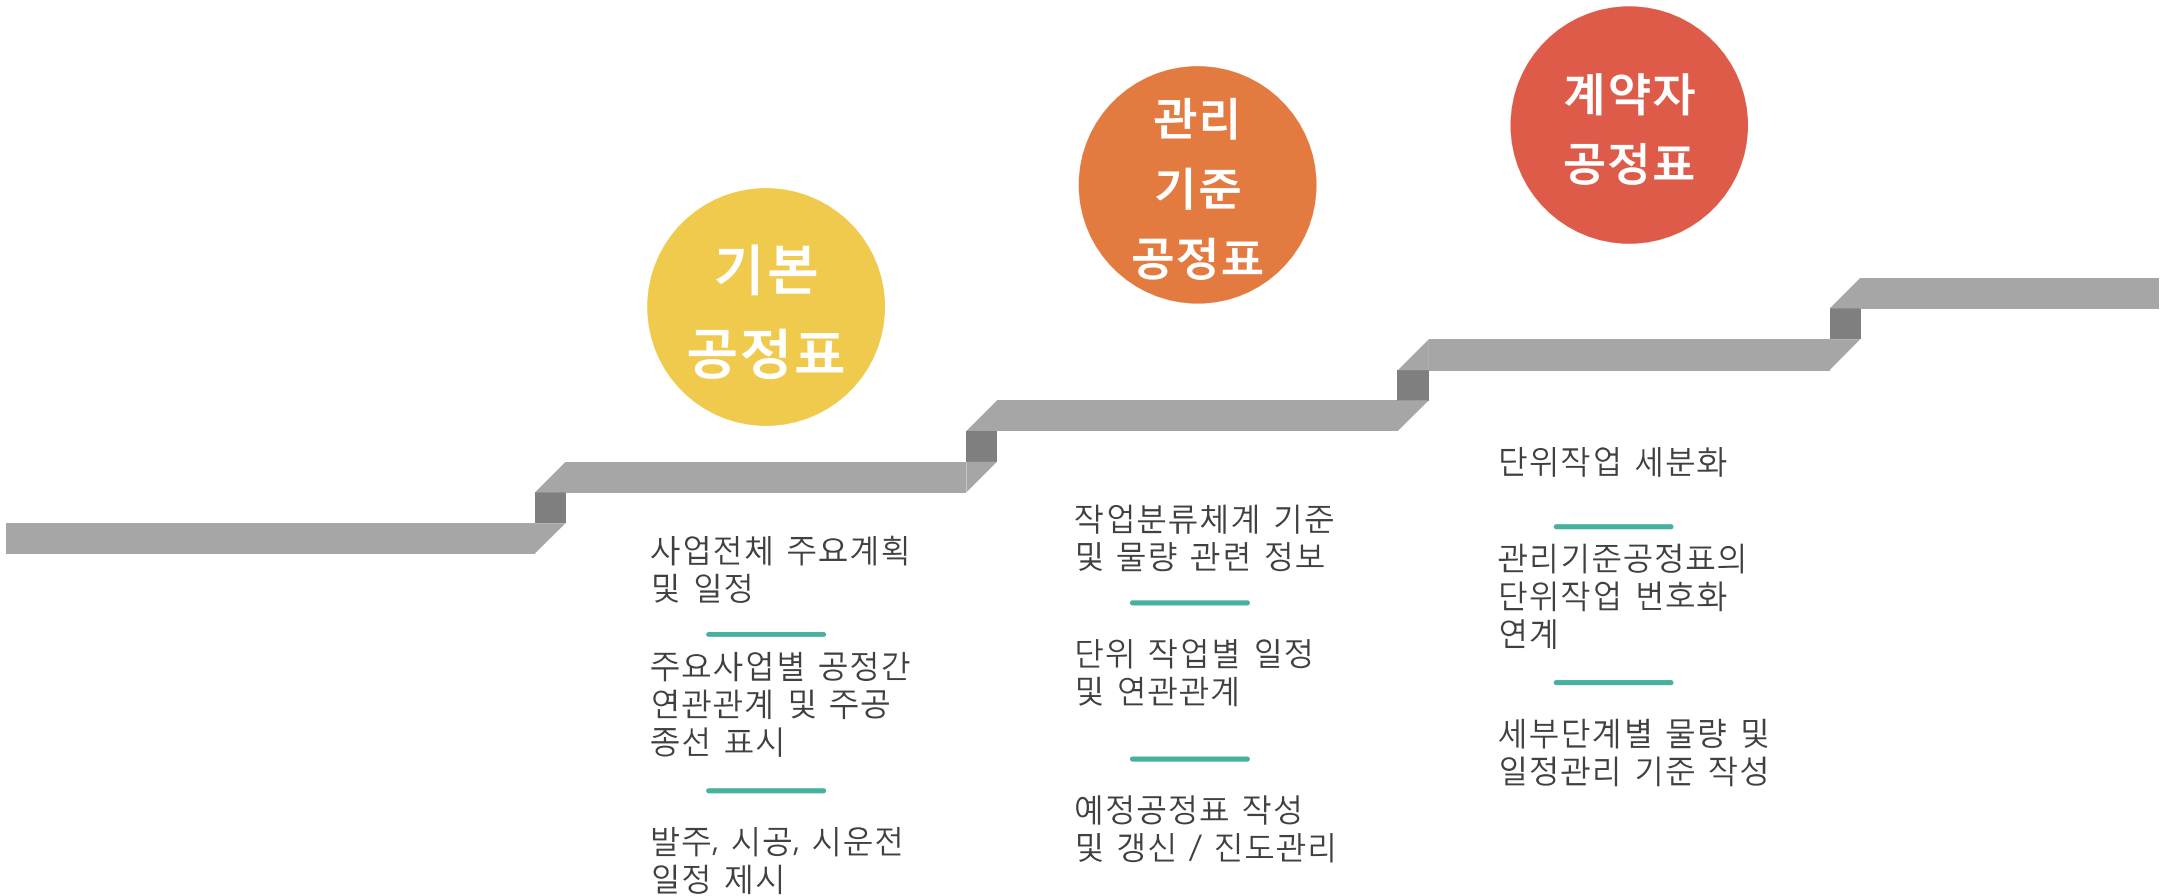 기본
공정표
사업전체 주요계획
및 일정
주요사업별 공정간
연관관계 및 주공
종선 표시
발주, 시공, 시운전
일정 제시
관리
기준
공정표
작업분류체계 기준
및 물량 관련 정보
단위 작업별 일정
및 연관관계
예정공정표 작성
및 갱신 / 진도관리
계약자
공정표
단위작업 세분화
관리기준공정표의
단위작업 번호화
연계
세부단계별 물량 및
일정관리 기준 작성